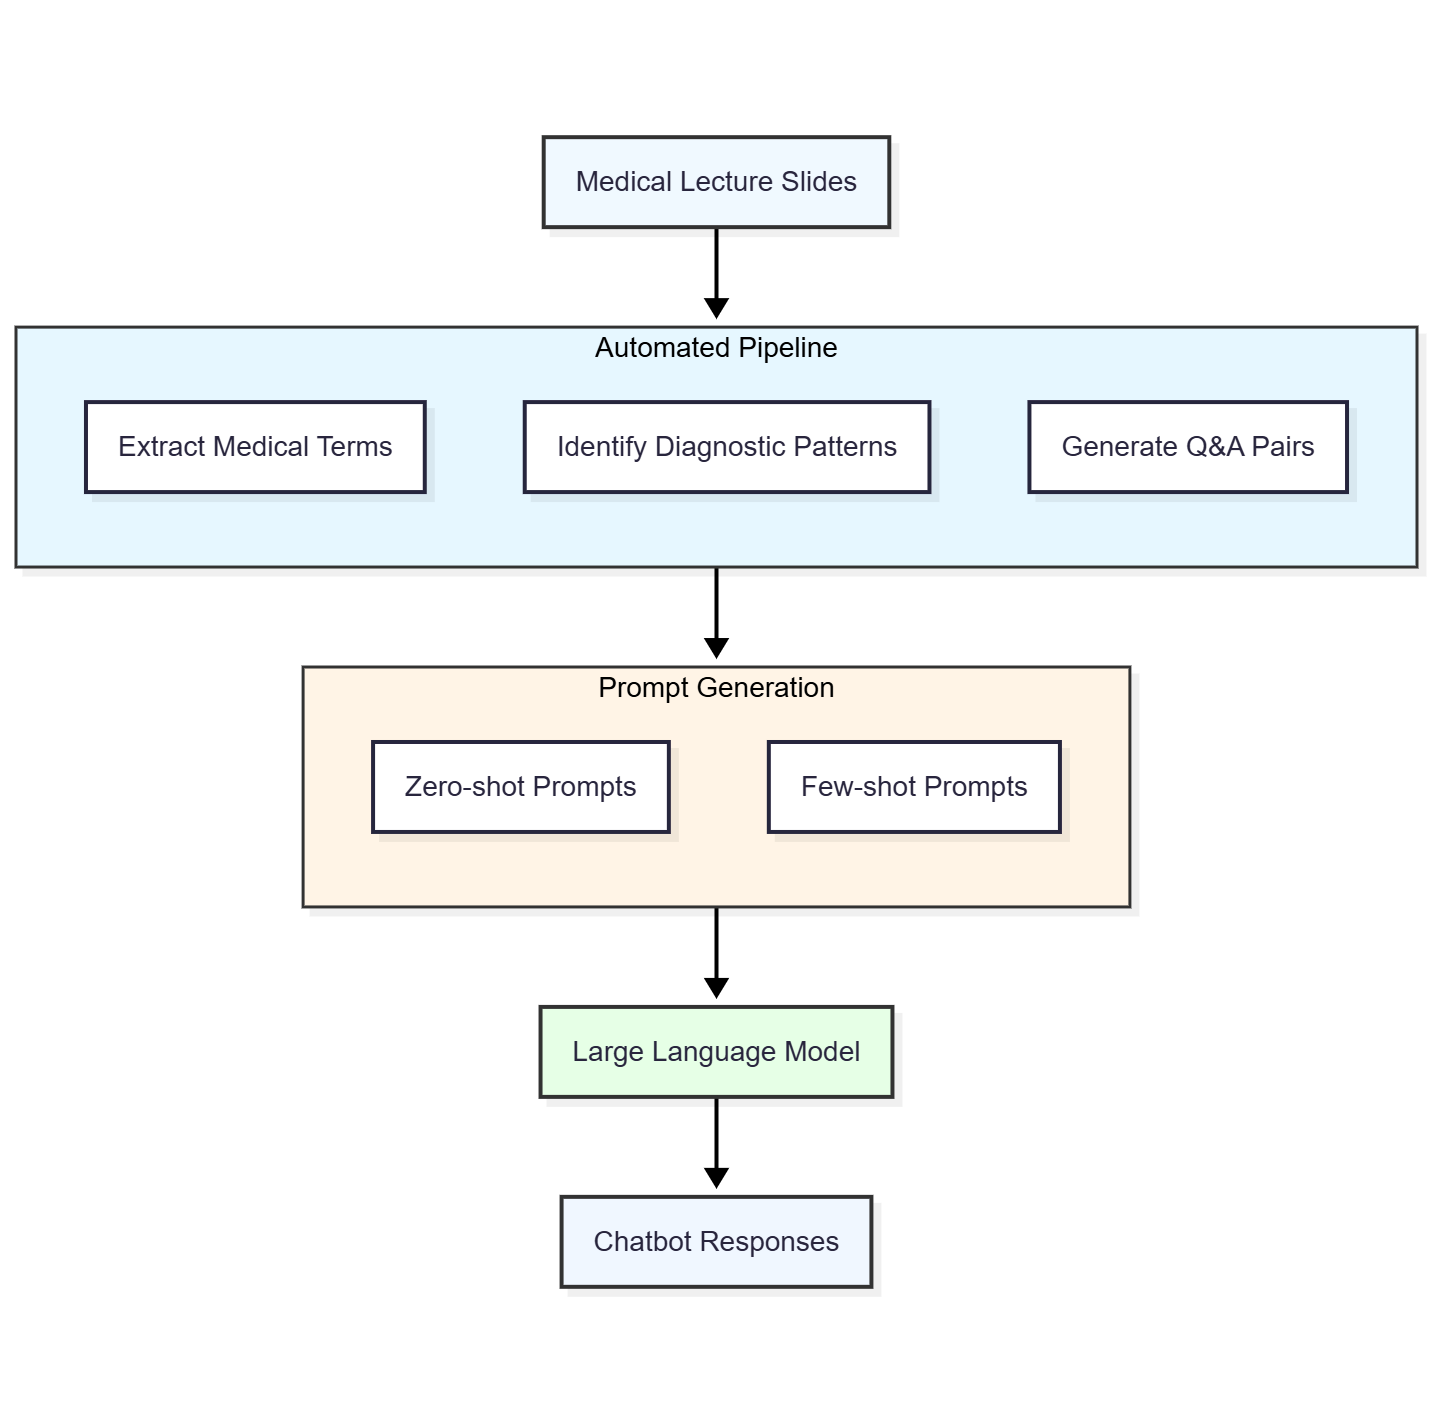 Medical Lecture Slides
Automated Pipeline
Extract Medical Terms
Identify Diagnostic Patterns
Generate Q&A Pairs
Prompt Generation
Zero-shot Prompts
Few-shot Prompts
Large Language Model
Chatbot Responses